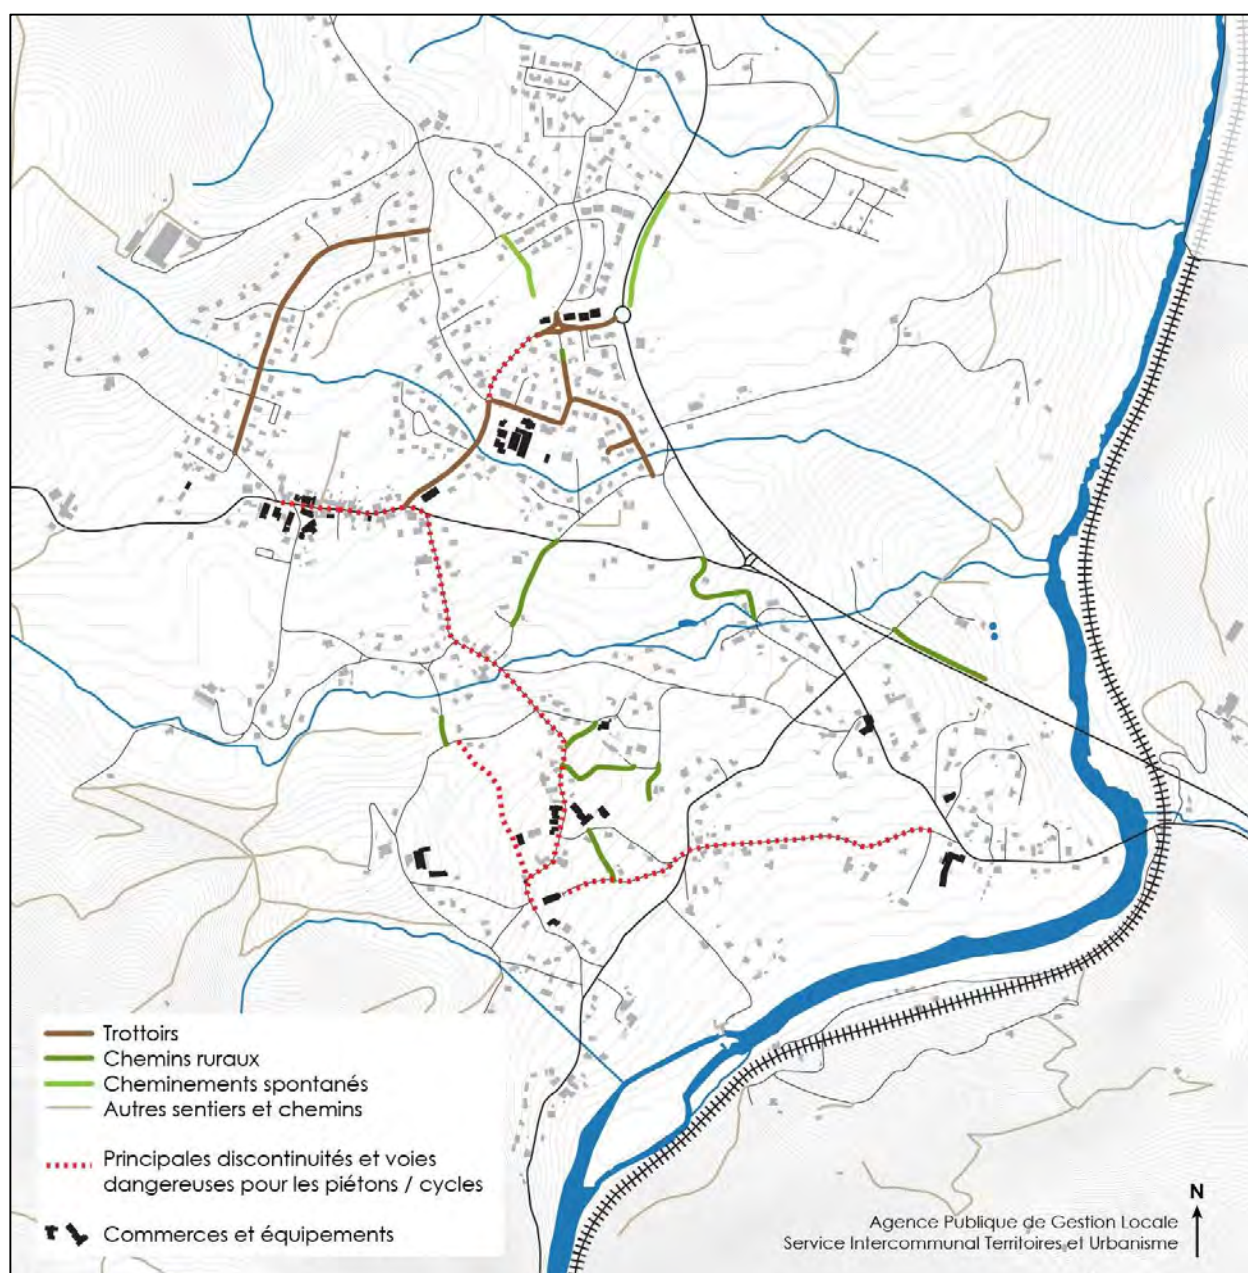 Trottoirs
Chemins ruraux
Cheminements spontanés
Autres sentiers et chemins
Principales discontinuités et voies
dangereuses pour les piétons / cycles
Commerces et équipements
N
Agence Publique de Gestion Locale
Service Intercommunal Territoires et Urbanisme